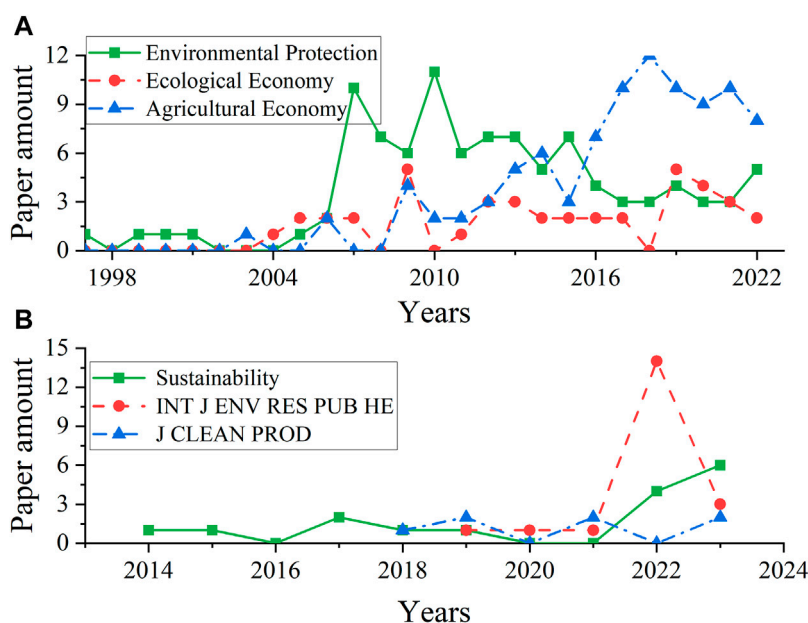 A
Environmental Protection
Ecological Economy
Agricultural Economy
12
9
6
3
0
Paper amount
1998
2004
2010
2016
2022
Years
B
Sustainability
INT J ENV RES PUB HE
J CLEAN PROD
15
12
9
6
3
0
Paper amount
2014
2016
2018
2020
2022
2024
Years